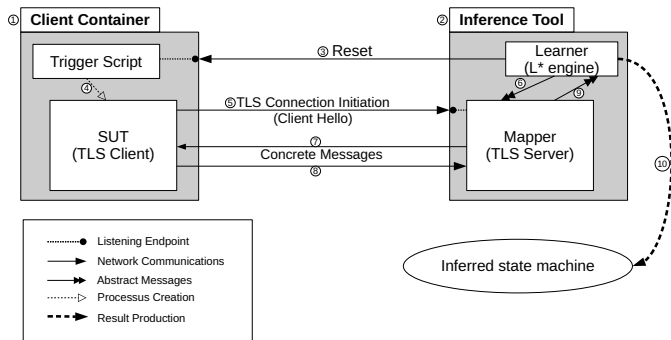 ① Client Container
② Inference Tool
Trigger Script
③ Reset
Learner
(L* engine)
④
⑥
⑨
⑤TLS Connection Initiation
(Client Hello)
SUT
(TLS Client)
⑦
Concrete Messages
⑧
Mapper
(TLS Server)
⑩
Inferred state machine
Listening Endpoint
Network Communications
Abstract Messages
Processus Creation
Result Production